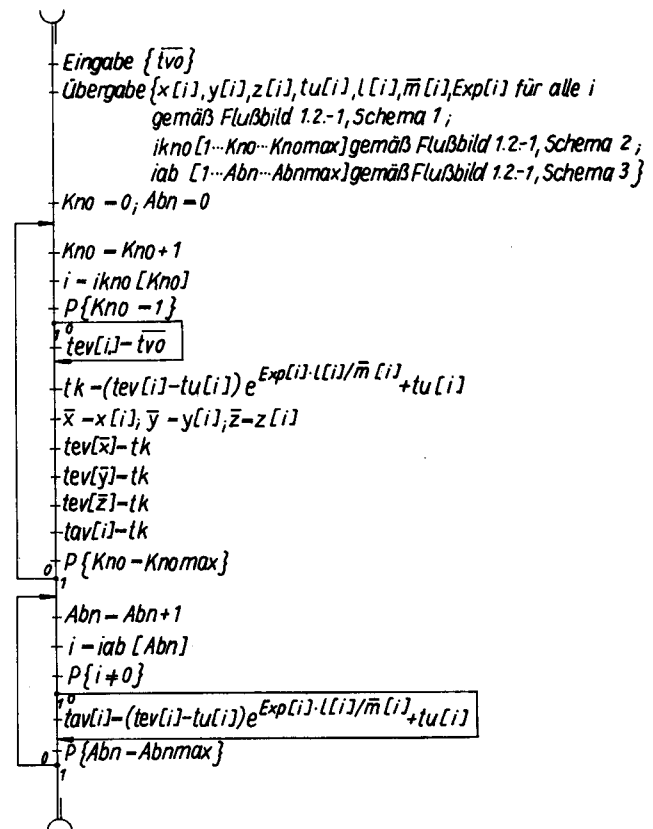 Eingabe {t̅v̅o̅}
Übergabe {x[i], y[i], z[i], tu[i], l[i], m̅[i], Exp[i] für alle i
gemäß Flußbild 1.2.-1, Schema 1;
ikno [1···Kno···Knomax] gemäß Flußbild 1.2-1, Schema 2;
iab [1···Abn···Abnmax] gemäß Flußbild 1.2-1, Schema 3}
Kno = 0; Abn = 0
Kno = Kno + 1
i = ikno [Kno]
P{Kno = 1}
1 0
tev[i] = t̅v̅o̅
tk = (tev[i]-tu[i]) e^Exp[i]·l[i]/m̅[i] + tu[i]
x̅ = x[i]; y̅ = y[i]; z̅ = z[i]
tev[x̅] = tk
tev[y̅] = tk
tev[z̅] = tk
tav[i] = tk
0 P{Kno = Knomax}
1
Abn = Abn + 1
i = iab [Abn]
P{i ≠ 0}
1 0
tav[i] = (tev[i]-tu[i]) e^Exp[i]·l[i]/m̅[i] + tu[i]
0 P{Abn = Abnmax}
1